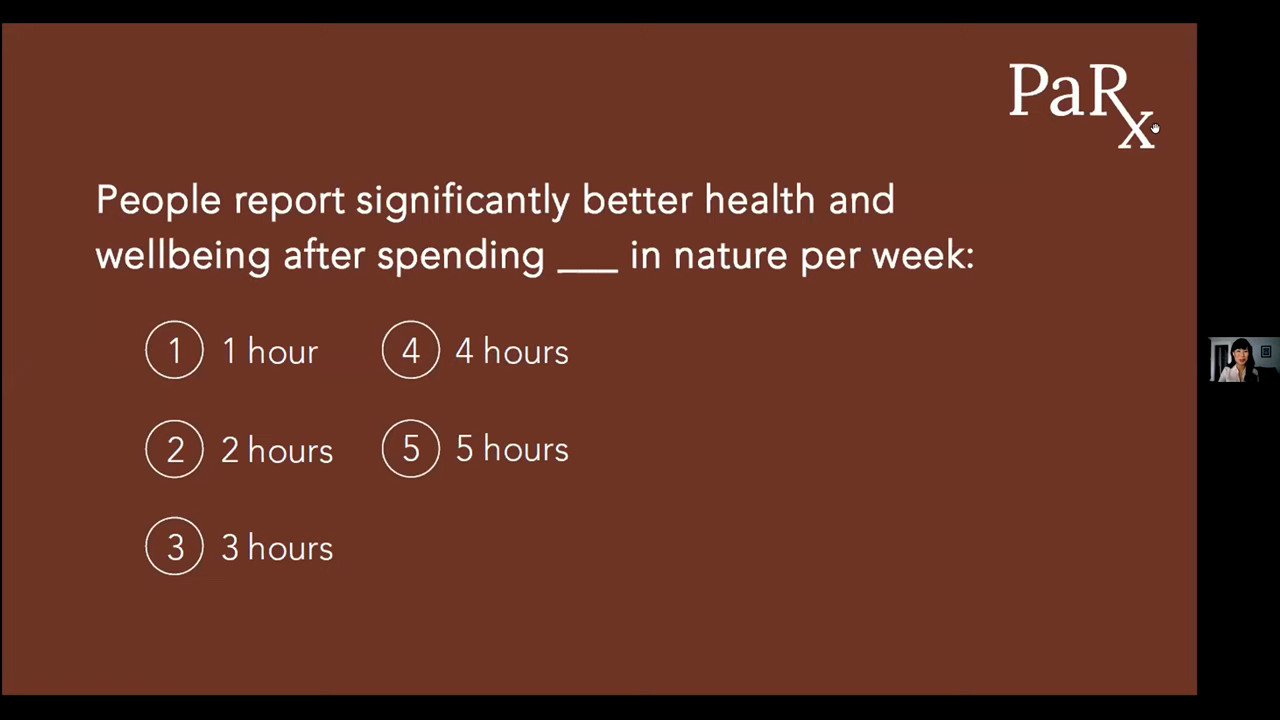 PaRx
People report significantly better health and
wellbeing after spending ___ in nature per week:
1 1 hour
2 2 hours
3 3 hours
4 4 hours
5 5 hours